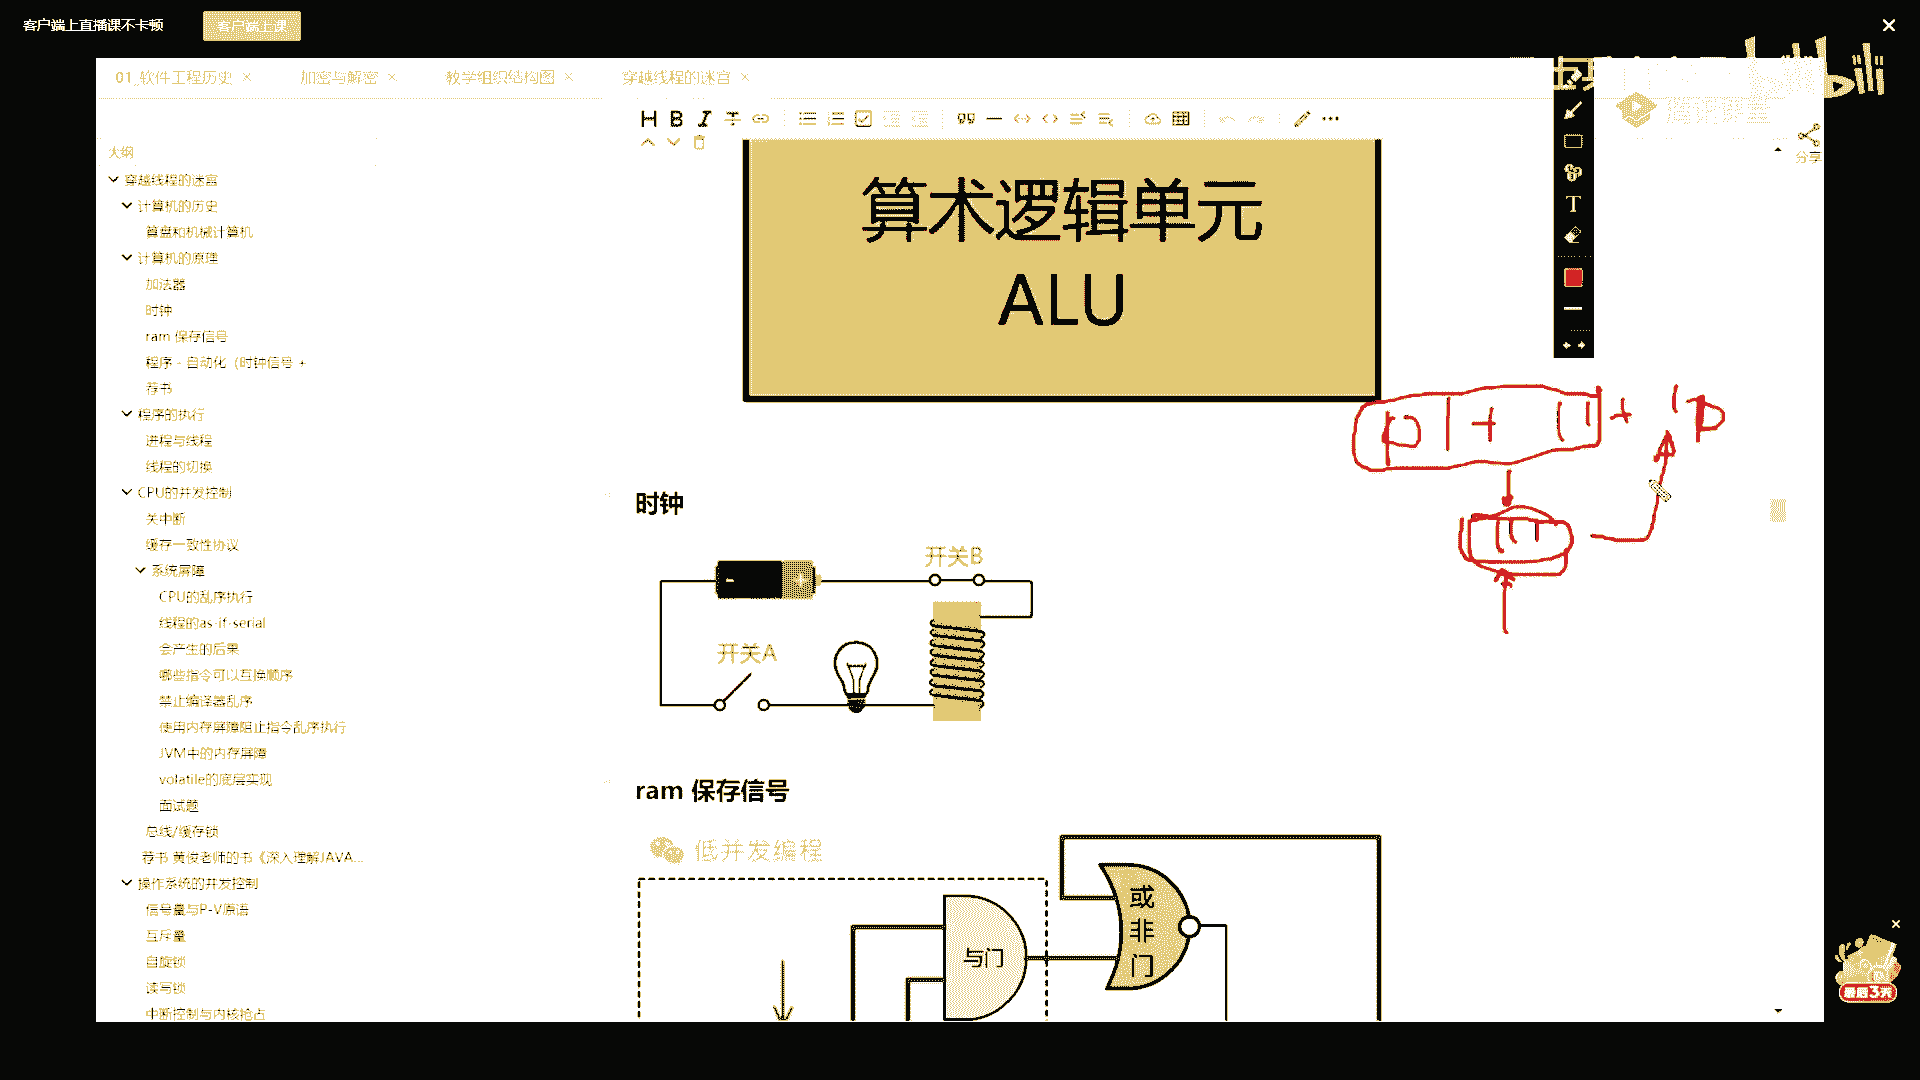 客户端上直播课不卡顿
客户端上课
01_软件工程历史
加密与解密
教学组织结构图
穿越线程的迷宫
大纲
穿越线程的迷宫
计算机的历史
算盘和机械计算机
计算机的原理
加法器
时钟
ram 保存信号
程序 - 自动化（时钟信号 +
荐书
程序的执行
进程与线程
线程的切换
CPU的并发控制
关中断
缓存一致性协议
系统屏障
CPU的乱序执行
线程的as-if-serial
会产生的后果
哪些指令可以互换顺序
禁止编译器乱序
使用内存屏障阻止指令乱序执行
JVM中的内存屏障
volatile的底层实现
面试题
总线/缓存锁
荐书 黄俊老师的书《深入理解JAVA...
操作系统的并发控制
信号量与P-V原语
互斥量
自旋锁
读写锁
中断控制与内核抢占
算术逻辑单元
ALU
时钟
开关B
开关A
ram 保存信号
低并发编程
与门
或非门
腾讯课堂
分享
bilibili
最后3天